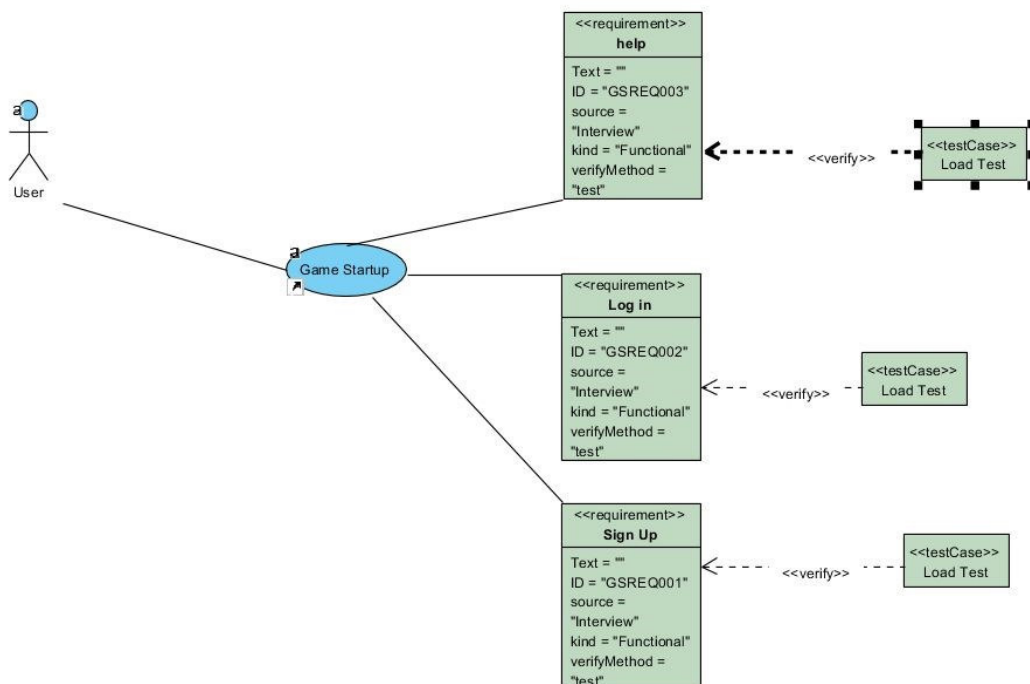 <<requirement>>
help
Text = ""
ID = "GSREQ003"
source =
"Interview"
kind = "Functional"
verifyMethod =
"test"
<<verify>>
<<testCase>>
Load Test
a
User
a
Game Startup
<<requirement>>
Log in
Text = ""
ID = "GSREQ002"
source =
"Interview"
kind = "Functional"
verifyMethod =
"test"
<<verify>>
<<testCase>>
Load Test
<<requirement>>
Sign Up
Text = ""
ID = "GSREQ001"
source =
"Interview"
kind = "Functional"
verifyMethod =
"test"
<<verify>>
<<testCase>>
Load Test